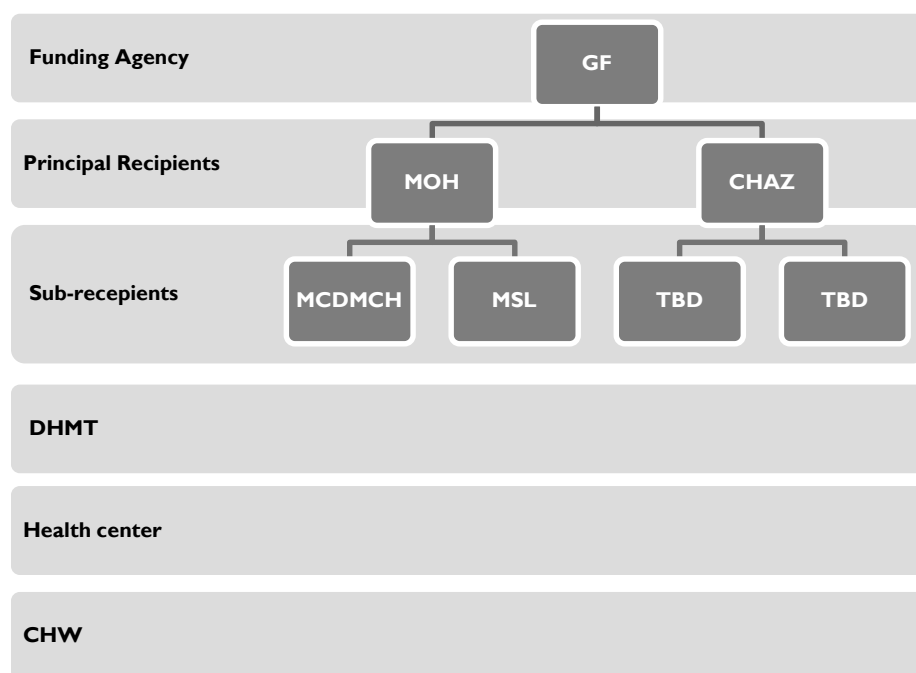 Funding Agency
GF
Principal Recipients
MOH
CHAZ
Sub-recepients
MCDMCH
MSL
TBD
TBD
DHMT
Health center
CHW